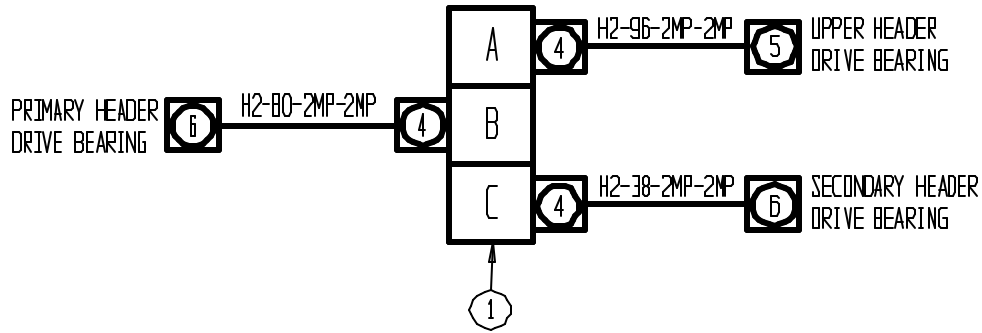 A
4
H2-96-2MP-2MP
5
UPPER HEADER
DRIVE BEARING
PRIMARY HEADER
DRIVE BEARING
6
H2-80-2MP-2MP
4
B
C
4
H2-38-2MP-2MP
6
SECONDARY HEADER
DRIVE BEARING
1